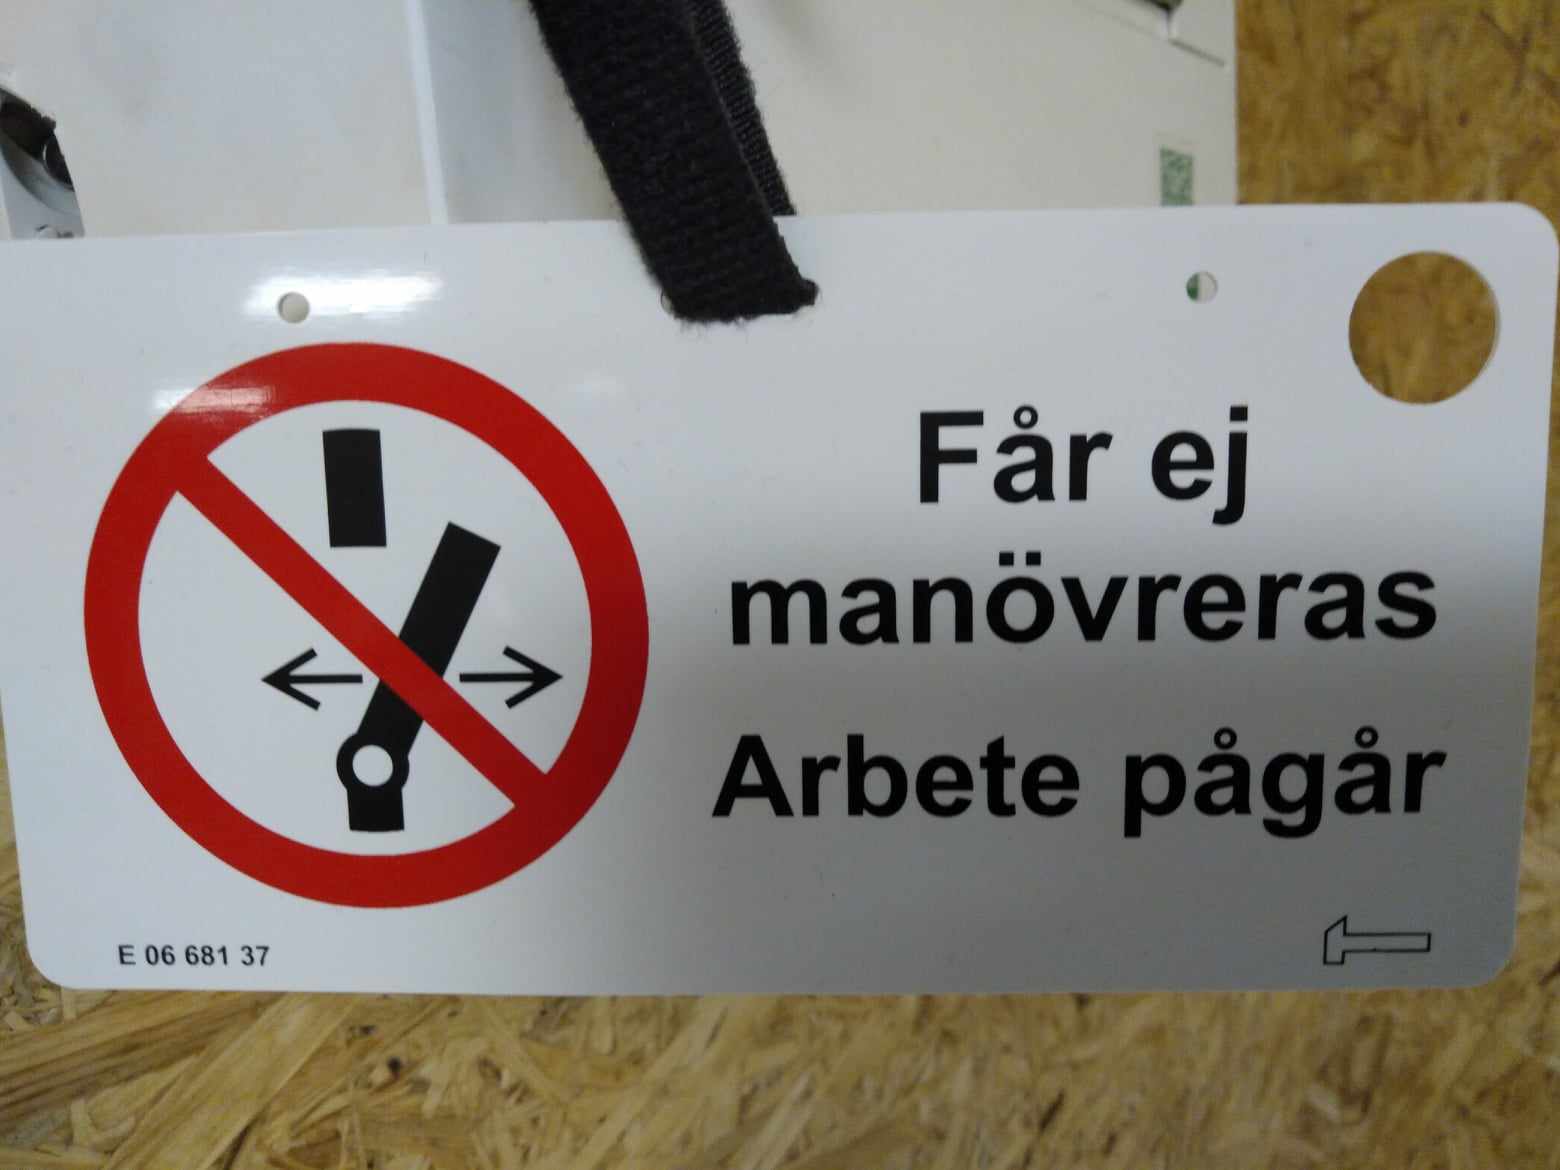 Får ej
manövreras
Arbete pågår
E 06 681 37